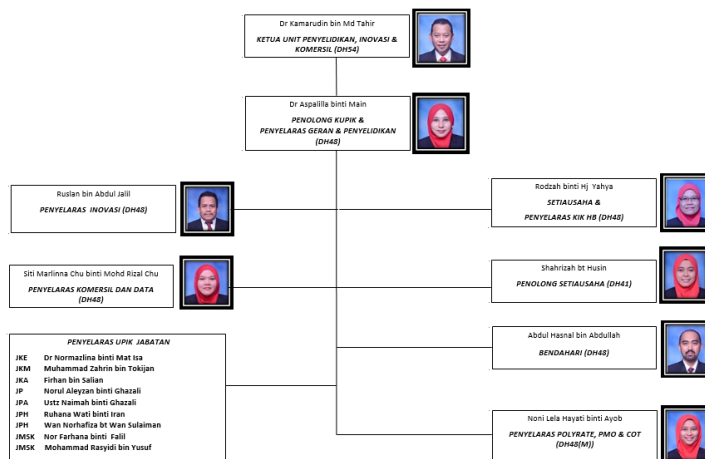 Dr Kamarudin bin Md Tahir
KETUA UNIT PENYELIDIKAN, INOVASI &
KOMERSIL (DH54)
Dr Aspalilla binti Main
PENOLONG KUPIK &
PENYELARAS GERAN & PENYELIDIKAN
(DH48)
Ruslan bin Abdul Jalil
PENYELARAS INOVASI (DH48)
Rodzah binti Hj Yahya
SETIAUSAHA &
PENYELARAS KIK HB (DH48)
Siti Marlinna Chu binti Mohd Rizal Chu
PENYELARAS KOMERSIL DAN DATA
(DH48)
Shahrizah bt Husin
PENOLONG SETIAUSAHA (DH41)
Abdul Hasnal bin Abdullah
BENDAHARI (DH48)
PENYELARAS UPIK JABATAN
JKE Dr Normazlina binti Mat Isa
JKM Muhammad Zahrin bin Tokijan
JKA Firhan bin Salian
JP Norul Aleyzan binti Ghazali
JPA Ustz Naimah binti Ghazali
JPH Ruhana Wati binti Iran
JPH Wan Norhafiza bt Wan Sulaiman
JMSK Nor Farhana binti Falil
JMSK Mohammad Rasyidi bin Yusuf
Noni Lela Hayati binti Ayob
PENYELARAS POLYRATE, PMO & COT
(DH48(M))